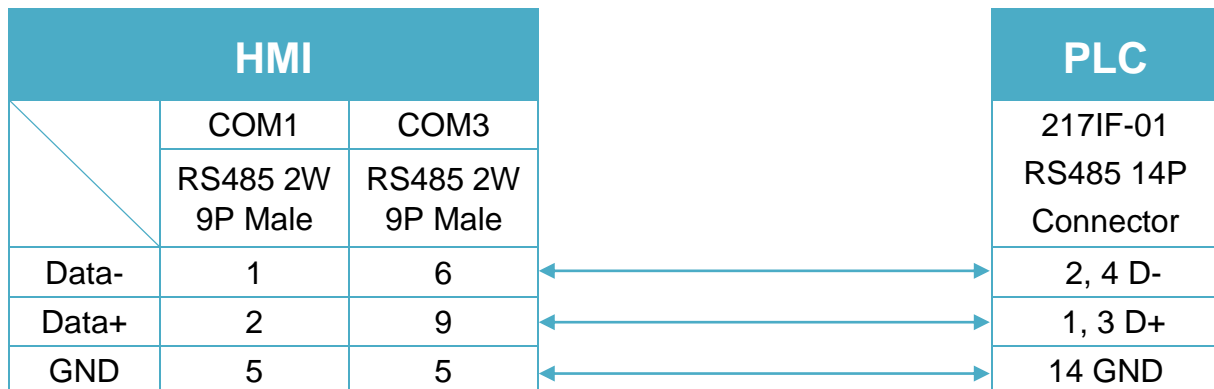 HMI PLC
COM1 COM3 217IF-01
RS485 2W RS485 2W RS485 14P
9P Male 9P Male Connector
Data- 1 6 2, 4 D-
Data+ 2 9 1, 3 D+
GND 5 5 14 GND